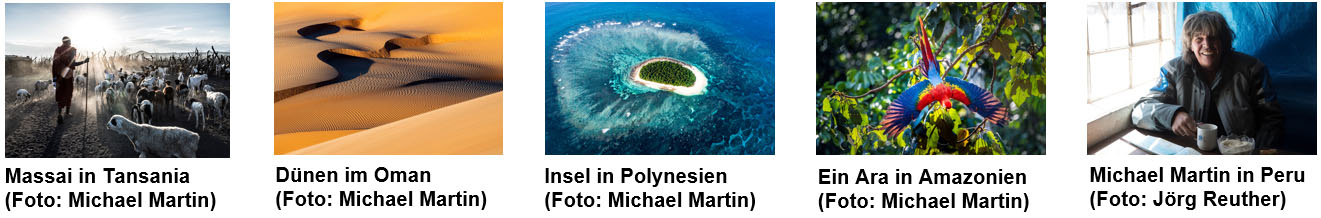 Massai in Tansania
(Foto: Michael Martin)
Dünen im Oman
(Foto: Michael Martin)
Insel in Polynesien
(Foto: Michael Martin)
Ein Ara in Amazonien
(Foto: Michael Martin)
Michael Martin in Peru
(Foto: Jörg Reuther)